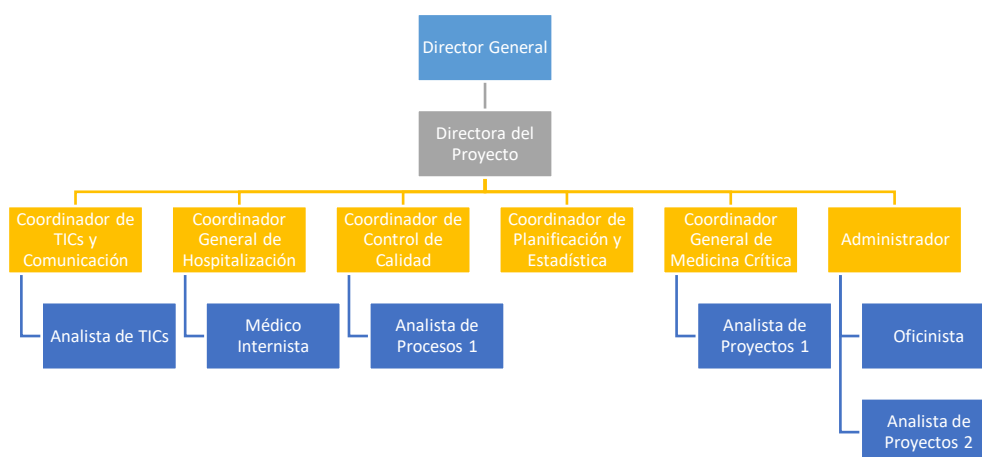 Director General
Directora del
Proyecto
Coordinador de
TICs y
Comunicación
Coordinador
General de
Hospitalización
Coordinador de
Control de
Calidad
Coordinador de
Planificación y
Estadística
Coordinador
General de
Medicina Crítica
Administrador
Analista de TICs
Médico
Internista
Analista de
Procesos 1
Analista de
Proyectos 1
Oficinista
Analista de
Proyectos 2